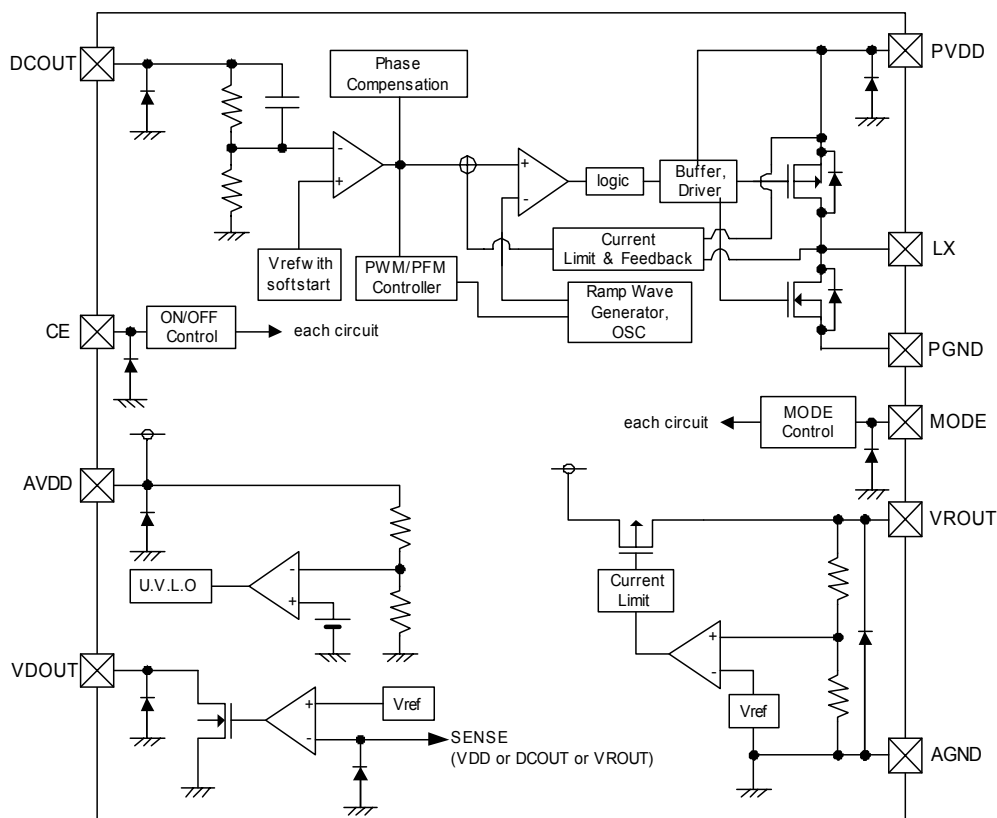 DCOUT
Phase
Compensation
PVDD
-
+
+
-
logic
Buffer,
Driver
Vref with
softstart
PWM/PFM
Controller
Current
Limit & Feedback
LX
Ramp Wave
Generator,
OSC
CE
ON/OFF
Control
each circuit
PGND
each circuit
MODE
Control
MODE
AVDD
VROUT
U.V.L.O
-
+
Current
Limit
+
-
Vref
VDOUT
+
-
Vref
SENSE
(VDD or DCOUT or VROUT)
AGND